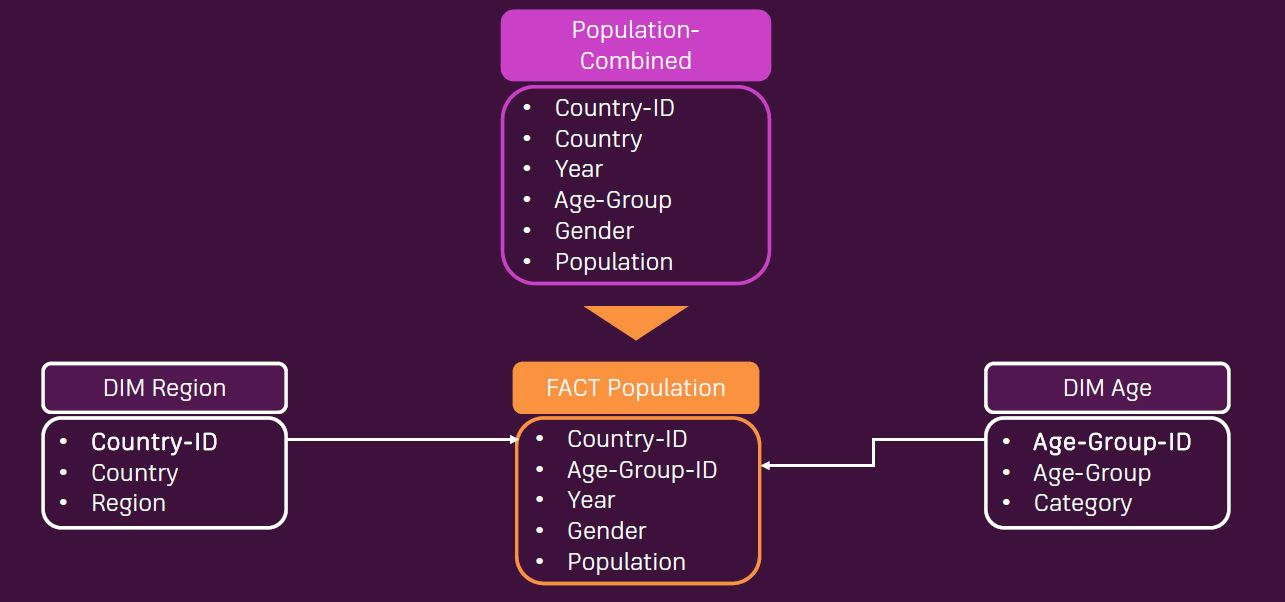 Population-
Combined
• Country-ID
• Country
• Year
• Age-Group
• Gender
• Population
DIM Region
• Country-ID
• Country
• Region
FACT Population
• Country-ID
• Age-Group-ID
• Year
• Gender
• Population
DIM Age
• Age-Group-ID
• Age-Group
• Category